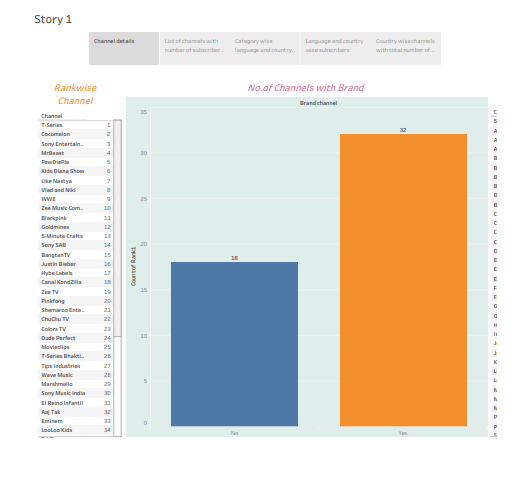 Story 1
Channel details
List of channels with
number of subscriber..
Category wise
language and country..
Language and country
wise subscribers
Country wise channels
with total number of ..
Rankwise
Channel
No.of Channels with Brand
Channel
T-Series 1
Cocomelon 2
Sony Entertain.. 3
MrBeast 4
PewDiePie 5
Kids Diana Show 6
Like Nastya 7
Vlad and Niki 8
WWE 9
Zee Music Com.. 10
Blackpink 11
Goldmines 12
5-Minute Crafts 13
Sony SAB 14
BangtanTV 15
Justin Bieber 16
Hybe Labels 17
Canal KondZilla 18
Zee TV 19
Pinkfong 20
Shemaroo Ente.. 21
ChuChu TV 22
Colors TV 23
Dude Perfect 24
Movieclips 25
T-Series Bhakti.. 26
Tips Industries 27
Wave Music 28
Marshmello 29
Sony Music India 30
El Reino Infantil 31
Aaj Tak 32
Eminem 33
LooLoo Kids 34
Brand channel
Count of Rank1
35
30
25
20
15
10
5
0
18
32
No
Yes